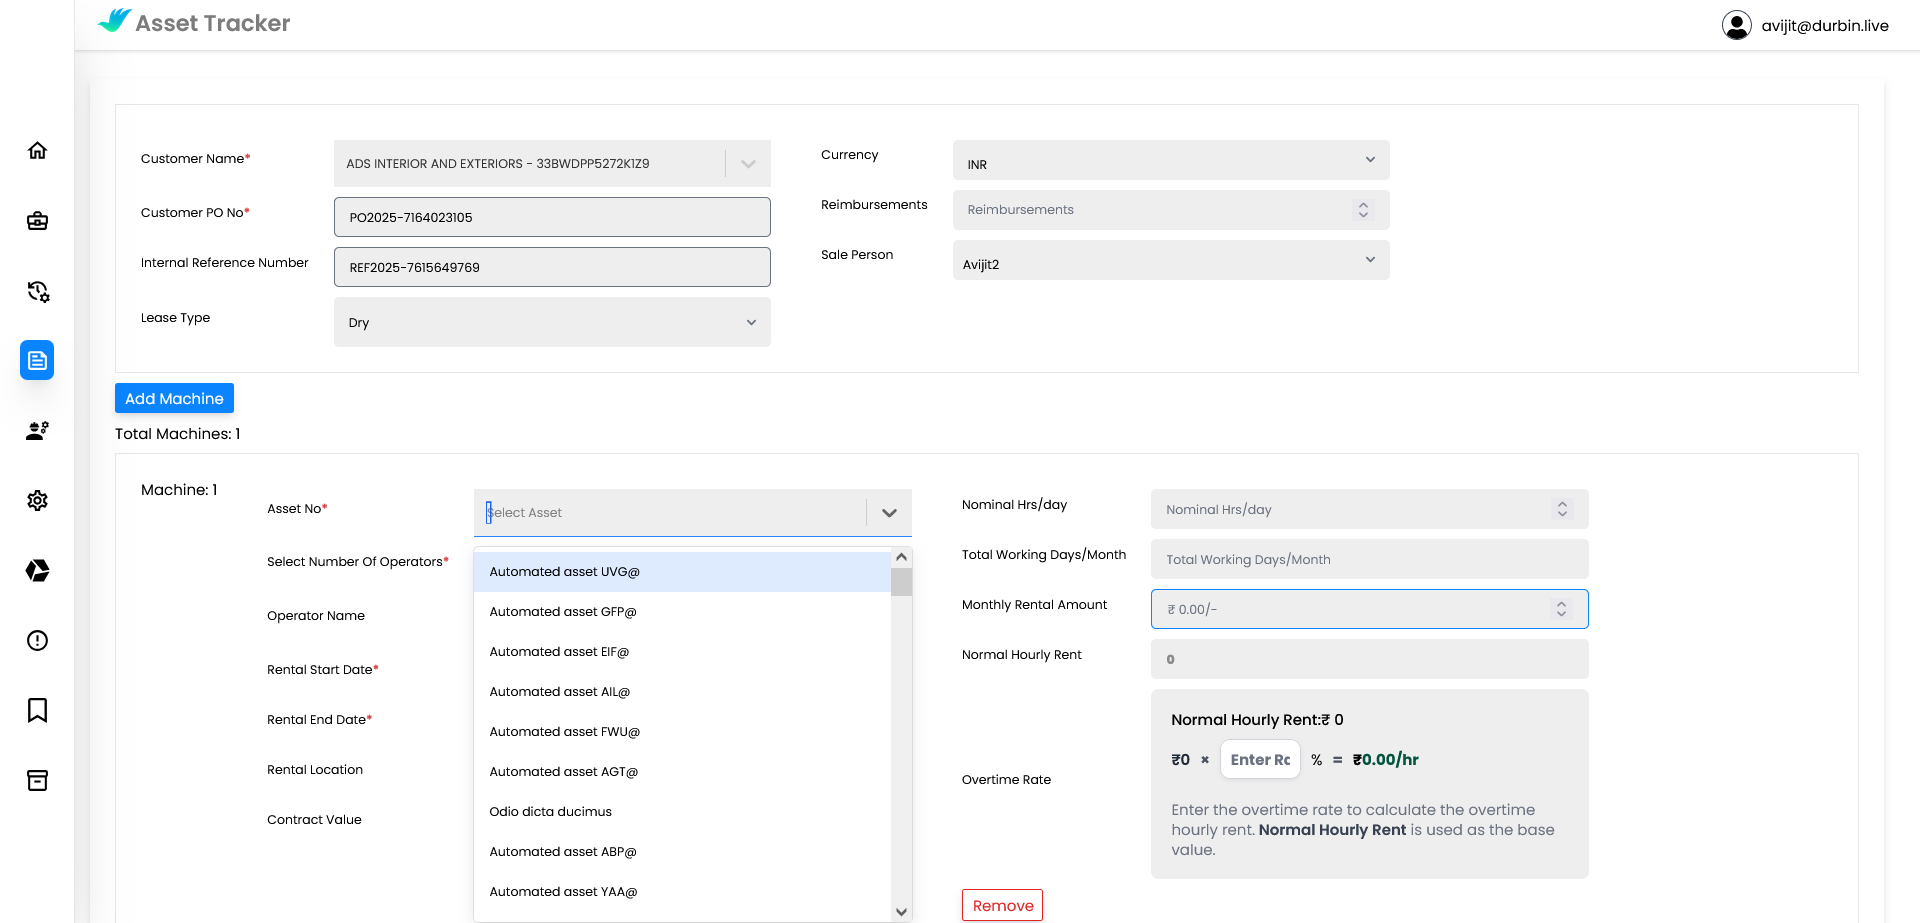 Asset Tracker
avijit@durbin.live
Customer Name*
ADS INTERIOR AND EXTERIORS - 33BWDPP5272K1Z9
Customer PO No*
PO2025-7164023105
Internal Reference Number
REF2025-7615649769
Lease Type
Dry
Currency
INR
Reimbursements
Reimbursements
Sale Person
Avijit2
Add Machine
Total Machines: 1
Machine: 1
Asset No*
Select Asset
Select Number Of Operators*
Operator Name
Rental Start Date*
Rental End Date*
Rental Location
Contract Value
Automated asset UVG@
Automated asset GFP@
Automated asset EIF@
Automated asset AIL@
Automated asset FWU@
Automated asset AGT@
Odio dicta ducimus
Automated asset ABP@
Automated asset YAA@
Nominal Hrs/day
Nominal Hrs/day
Total Working Days/Month
Total Working Days/Month
Monthly Rental Amount
₹ 0.00/-
Normal Hourly Rent
0
Overtime Rate
Normal Hourly Rent:₹ 0
₹0 × Enter Ra % = ₹0.00/hr
Enter the overtime rate to calculate the overtime
hourly rent. Normal Hourly Rent is used as the base
value.
Remove